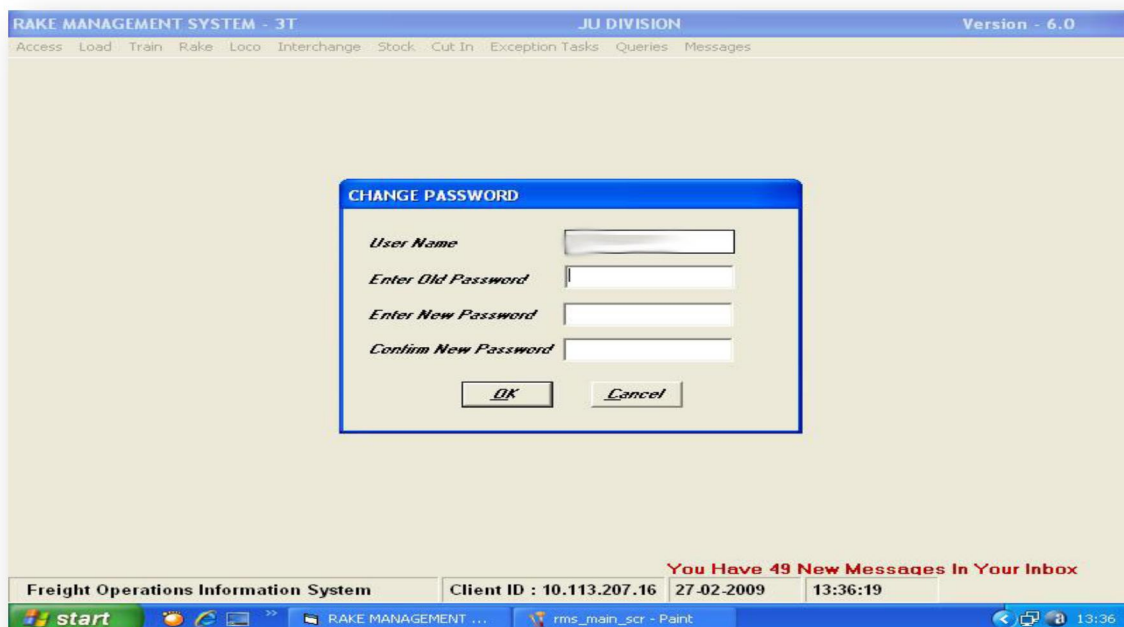 RAKE MANAGEMENT SYSTEM - 3T JU DIVISION Version - 6.0
Access Load Train Rake Loco Interchange Stock Cut In Exception Tasks Queries Messages
CHANGE PASSWORD
User Name
Enter Old Password
Enter New Password
Confirm New Password
OK Cancel
You Have 49 New Messages In Your Inbox
Freight Operations Information System Client ID : 10.113.207.16 27-02-2009 13:36:19
start RAKE MANAGEMENT ... rms_main_scr - Paint 13:36